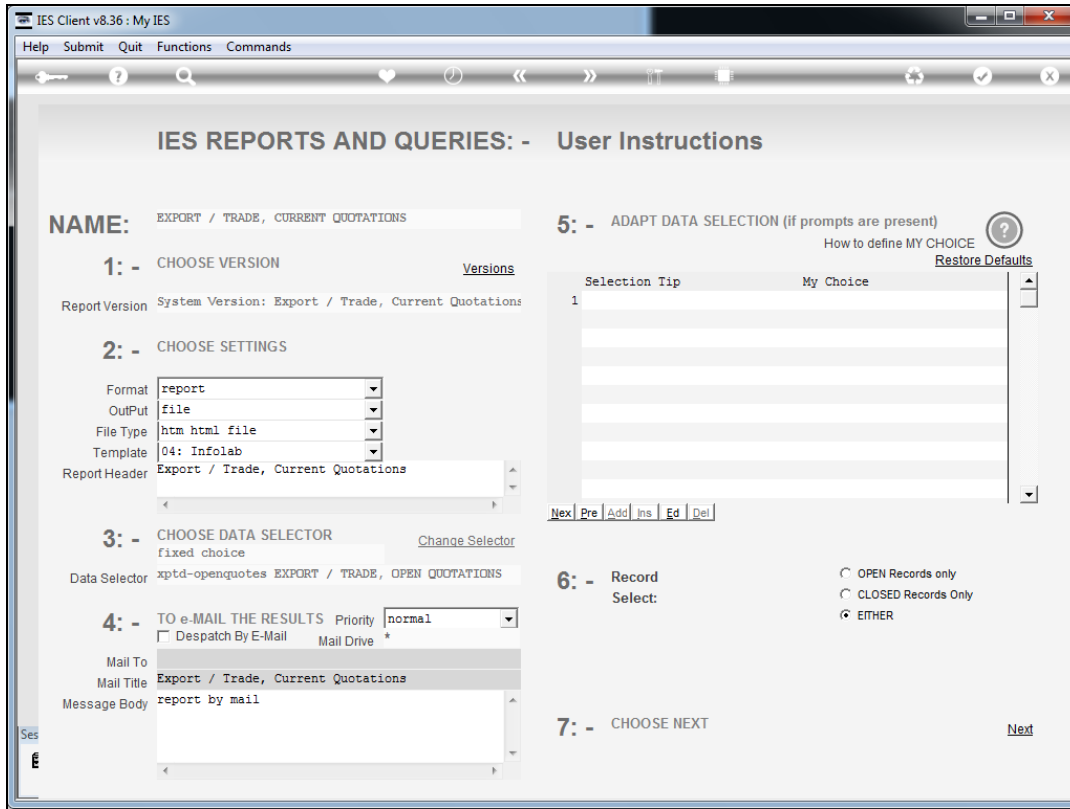 IES Client v8.36 : My IES
Help Submit Quit Functions Commands
IES REPORTS AND QUERIES: - User Instructions
NAME: EXPORT / TRADE, CURRENT QUOTATIONS
1: - CHOOSE VERSION Versions
Report Version System Version: Export / Trade, Current Quotations
2: - CHOOSE SETTINGS
Format report
OutPut file
File Type htm html file
Template 04: Infolab
Report Header Export / Trade, Current Quotations
3: - CHOOSE DATA SELECTOR Change Selector
fixed choice
Data Selector xptd-openquotes EXPORT / TRADE, OPEN QUOTATIONS
4: - TO e-MAIL THE RESULTS Priority normal
Despatch By E-Mail Mail Drive *
Mail To
Mail Title Export / Trade, Current Quotations
Message Body report by mail
5: - ADAPT DATA SELECTION (if prompts are present)
How to define MY CHOICE ?
Restore Defaults
Selection Tip My Choice
1
Nex Pre Add Ins Ed Del
6: - Record Select:
OPEN Records only
CLOSED Records Only
EITHER
7: - CHOOSE NEXT Next
Ses